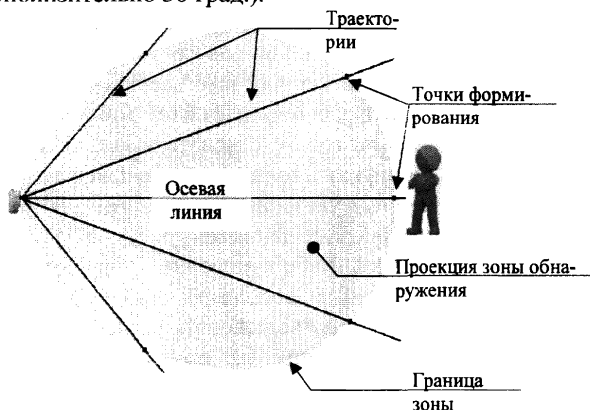 Траекто-
рии
Точки форми-
рования
Осевая
линия
Проекция зоны обна-
ружения
Граница
зоны